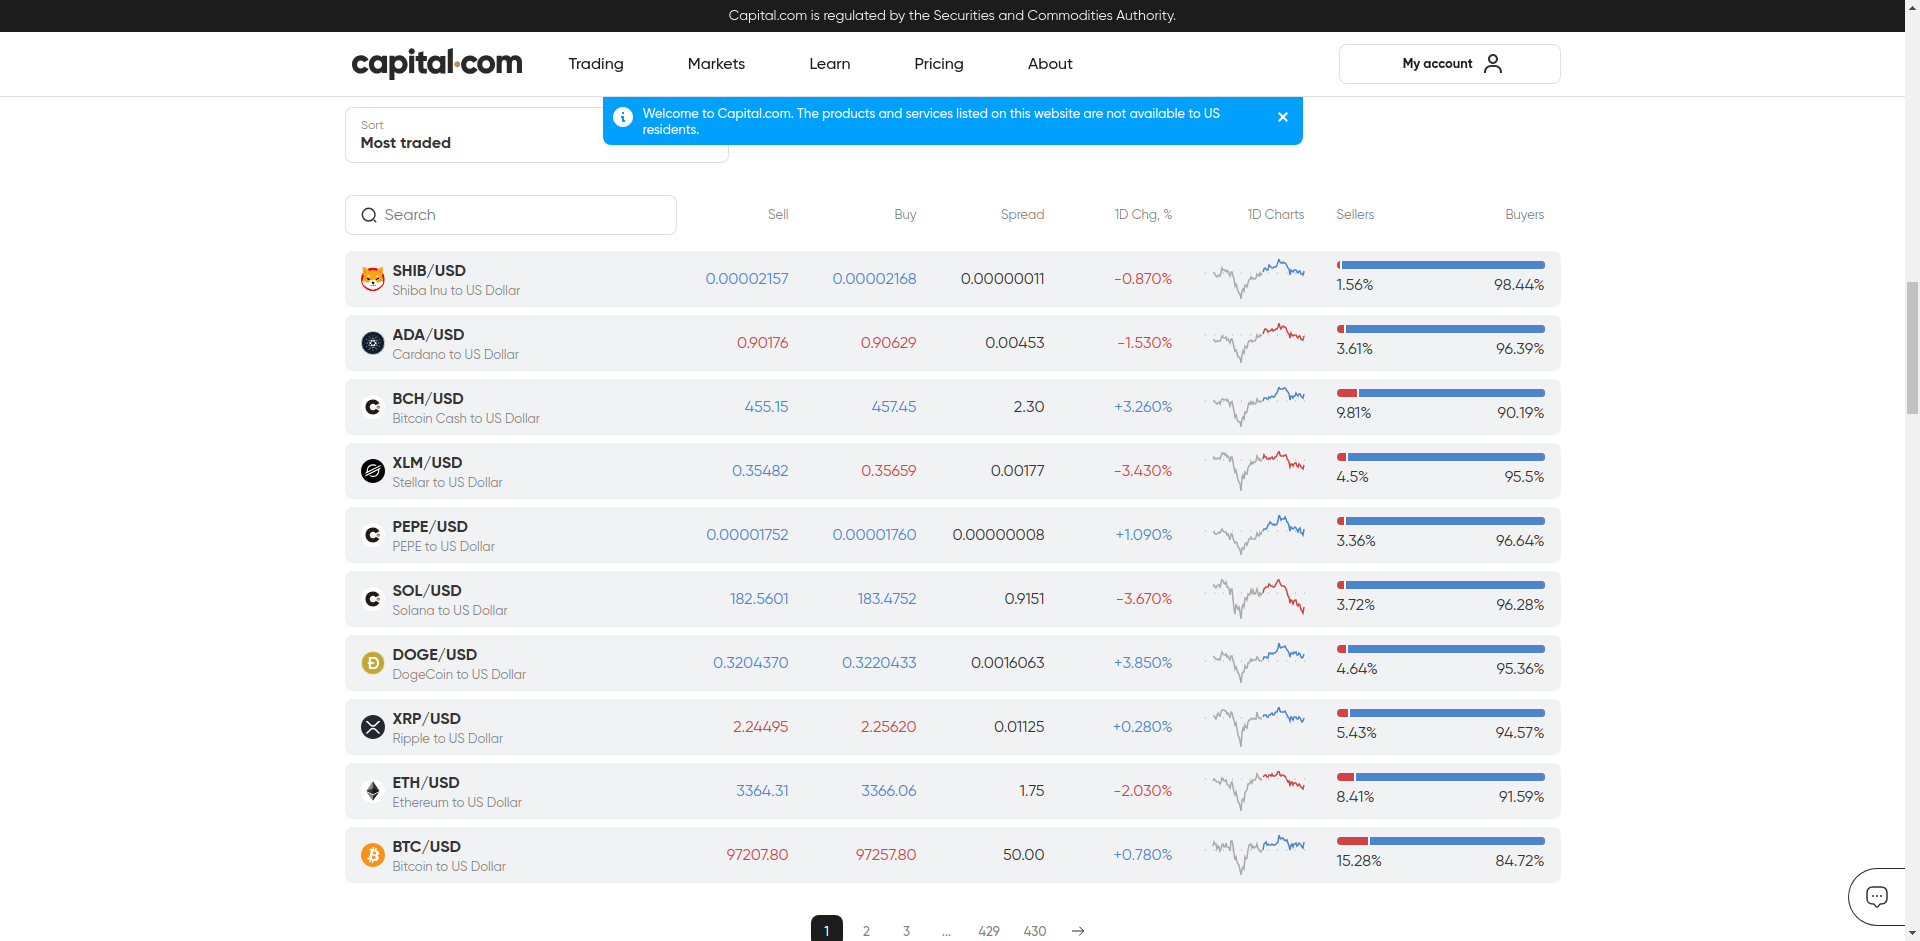 Capital.com is regulated by the Securities and Commodities Authority.
capital.com Trading Markets Learn Pricing About My account
Welcome to Capital.com. The products and services listed on this website are not available to US
residents.
Sort
Most traded
Search Sell Buy Spread 1D Chg, % 1D Charts Sellers Buyers
SHIB/USD
Shiba Inu to US Dollar
0.00002157 0.00002168 0.00000011 -0.870%
1.56% 98.44%
ADA/USD
Cardano to US Dollar
0.90176 0.90629 0.00453 -1.530%
3.61% 96.39%
BCH/USD
Bitcoin Cash to US Dollar
455.15 457.45 2.30 +3.260%
9.81% 90.19%
XLM/USD
Stellar to US Dollar
0.35482 0.35659 0.00177 -3.430%
4.5% 95.5%
PEPE/USD
PEPE to US Dollar
0.00001752 0.00001760 0.00000008 +1.090%
3.36% 96.64%
SOL/USD
Solana to US Dollar
182.5601 183.4752 0.9151 -3.670%
3.72% 96.28%
DOGE/USD
DogeCoin to US Dollar
0.3204370 0.3220433 0.0016063 +3.850%
4.64% 95.36%
XRP/USD
Ripple to US Dollar
2.24495 2.25620 0.01125 +0.280%
5.43% 94.57%
ETH/USD
Ethereum to US Dollar
3364.31 3366.06 1.75 -2.030%
8.41% 91.59%
BTC/USD
Bitcoin to US Dollar
97207.80 97257.80 50.00 +0.780%
15.28% 84.72%
1 2 3 ... 429 430